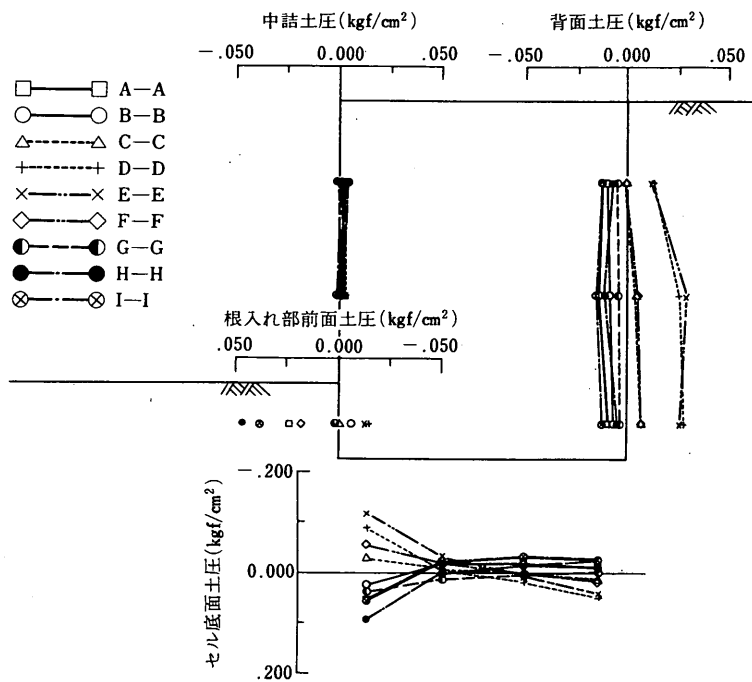 中詰土圧(kgf/cm²)
-.050 0.000 .050
背面土圧(kgf/cm²)
-.050 0.000 .050
A—A
B—B
C—C
D—D
E—E
F—F
G—G
H—H
I—I
根入れ部前面土圧(kgf/cm²)
.050 0.000 -.050
セル底面土圧(kgf/cm²)
-.200
0.000
.200